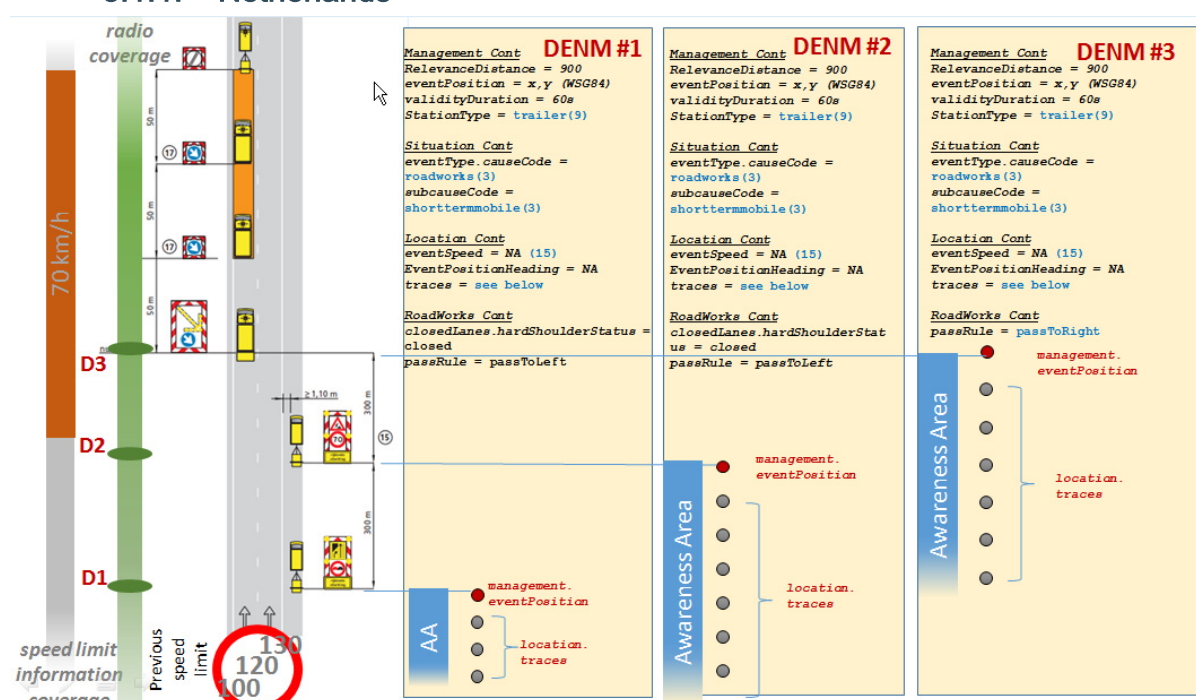 Netherlands
radio
coverage
50 m
17
50 m
17
50 m
70 km/h
D3
≥ 1,10 m
300 m
70
15
D2
300 m
D1
speed limit
information
coverage
Previous
speed
limit
130
120
100
DENM #1
Management Cont
RelevanceDistance = 900
eventPosition = x,y (WSG84)
validityDuration = 60s
StationType = trailer(9)
Situation Cont
eventType.causeCode =
roadworks(3)
subcauseCode =
shorttermmobile(3)
Location Cont
eventSpeed = NA (15)
EventPositionHeading = NA
traces = see below
RoadWorks Cont
closedLanes.hardShoulderStatus =
closed
passRule = passToLeft
AA
management.
eventPosition
location.
traces
DENM #2
Management Cont
RelevanceDistance = 900
eventPosition = x,y (WSG84)
validityDuration = 60s
StationType = trailer(9)
Situation Cont
eventType.causeCode =
roadworks(3)
subcauseCode =
shorttermmobile(3)
Location Cont
eventSpeed = NA (15)
EventPositionHeading = NA
traces = see below
RoadWorks Cont
closedLanes.hardShoulderStat
us = closed
passRule = passToLeft
Awareness Area
management.
eventPosition
location.
traces
DENM #3
Management Cont
RelevanceDistance = 900
eventPosition = x,y (WSG84)
validityDuration = 60s
StationType = trailer(9)
Situation Cont
eventType.causeCode =
roadworks(3)
subcauseCode =
shorttermmobile(3)
Location Cont
eventSpeed = NA (15)
EventPositionHeading = NA
traces = see below
RoadWorks Cont
passRule = passToRight
Awareness Area
management.
eventPosition
location.
traces